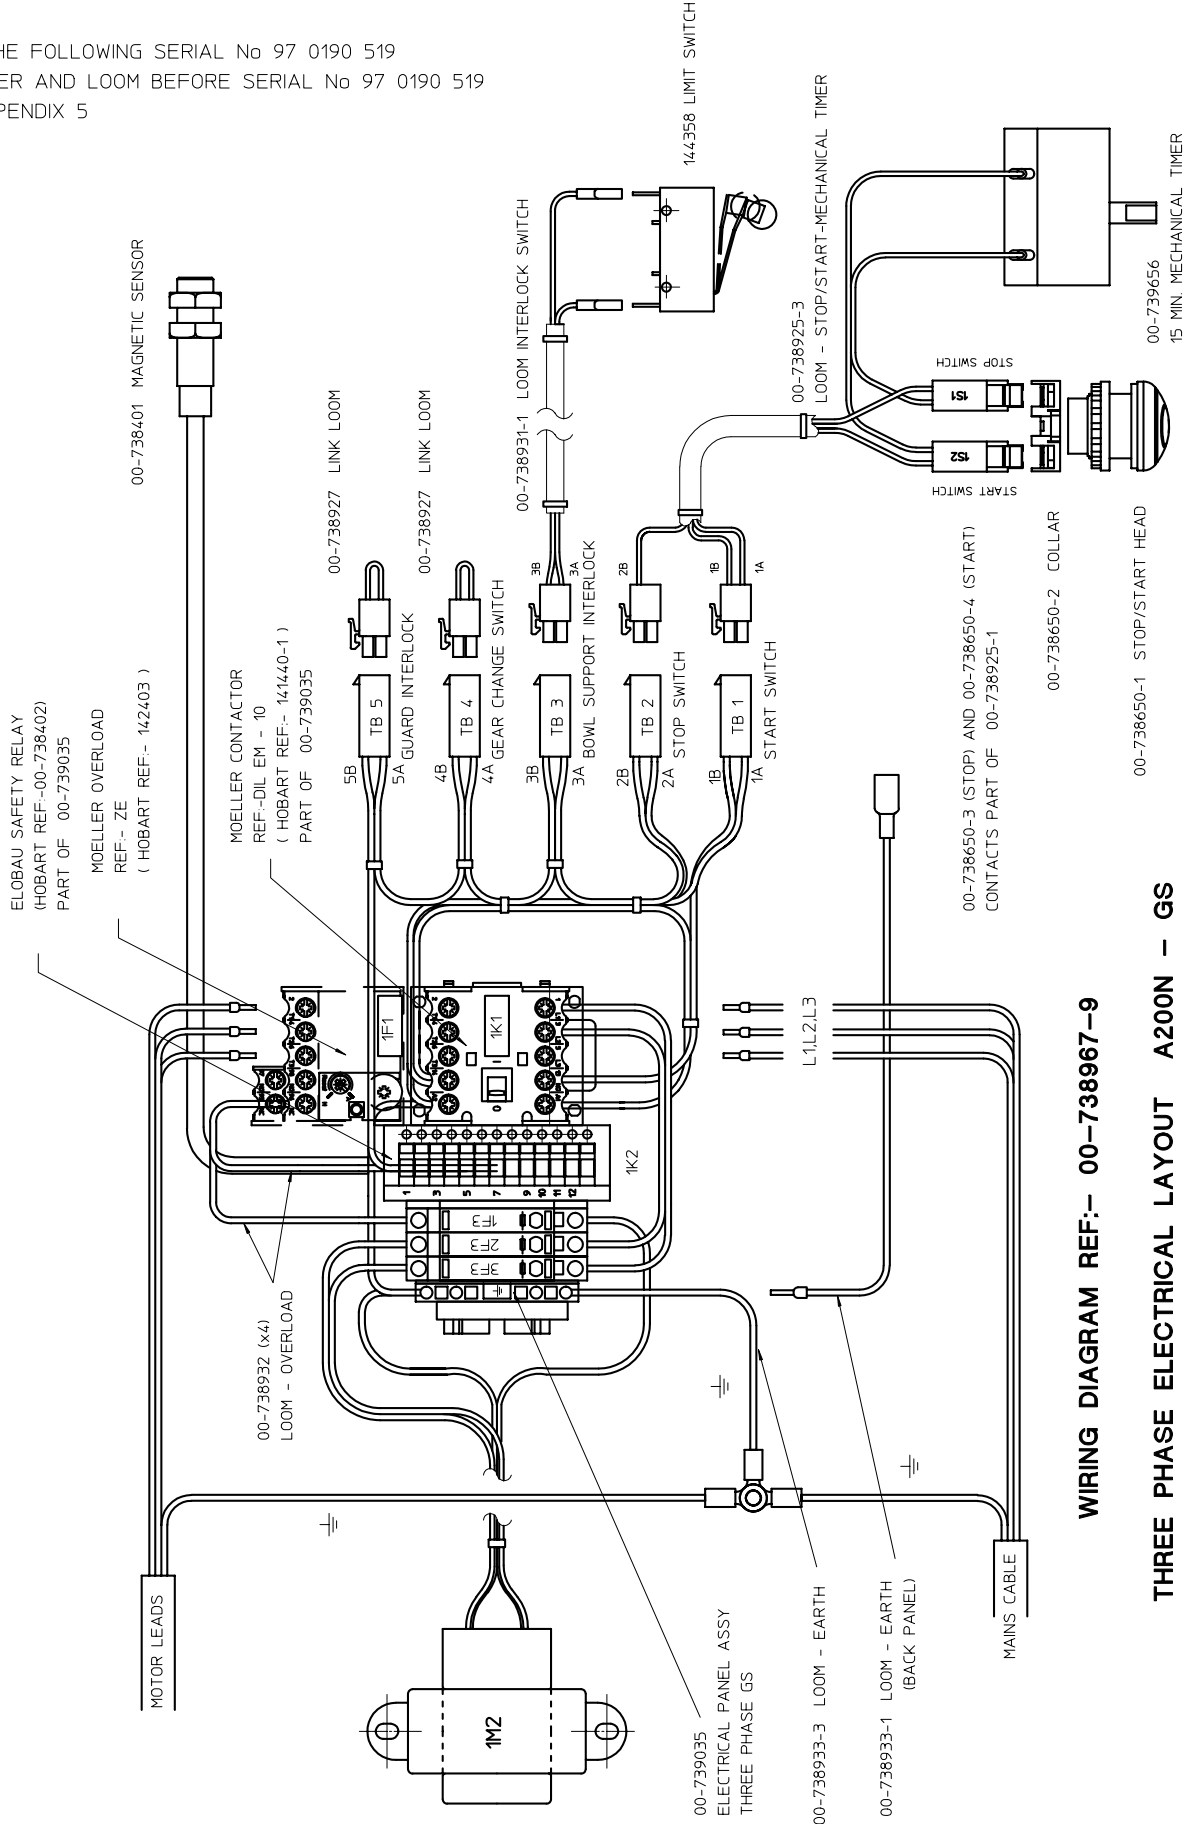 HE FOLLOWING SERIAL No 97 0190 519
ER AND LOOM BEFORE SERIAL No 97 0190 519
PENDIX 5
ELOBAU SAFETY RELAY
(HOBART REF:-00-738402)
PART OF 00-739035
MOELLER OVERLOAD
REF:- ZE
( HOBART REF:- 142403 )
00-738401 MAGNETIC SENSOR
MOELLER CONTACTOR
REF:-DIL EM - 10
( HOBART REF:- 141440-1 )
PART OF 00-739035
00-738927 LINK LOOM
00-738927 LINK LOOM
00-738931-1 LOOM INTERLOCK SWITCH
144358 LIMIT SWITCH
00-738925-3
LOOM - STOP/START-MECHANICAL TIMER
00-739656
15 MIN. MECHANICAL TIMER
STOP SWITCH
1S1
START SWITCH
1S2
00-738650-3 (STOP) AND 00-738650-4 (START)
CONTACTS PART OF 00-738925-1
00-738650-2 COLLAR
00-738650-1 STOP/START HEAD
TB 5
5B
5A
GUARD INTERLOCK
TB 4
4B
4A
GEAR CHANGE SWITCH
TB 3
3B
3A
3B
3A
BOWL SUPPORT INTERLOCK
TB 2
2B
2A
2B
STOP SWITCH
TB 1
1B
1A
1B
1A
START SWITCH
1F1
1K1
1K2
1
3
5
7
9
10
11
12
1F3
2F3
3F3
L1,L2,L3
00-738932 (x4)
LOOM - OVERLOAD
MOTOR LEADS
1M2
00-739035
ELECTRICAL PANEL ASSY
THREE PHASE GS
00-738933-3 LOOM - EARTH
00-738933-1 LOOM - EARTH
(BACK PANEL)
MAINS CABLE
WIRING DIAGRAM REF:- 00-738967-9
THREE PHASE ELECTRICAL LAYOUT A200N - GS